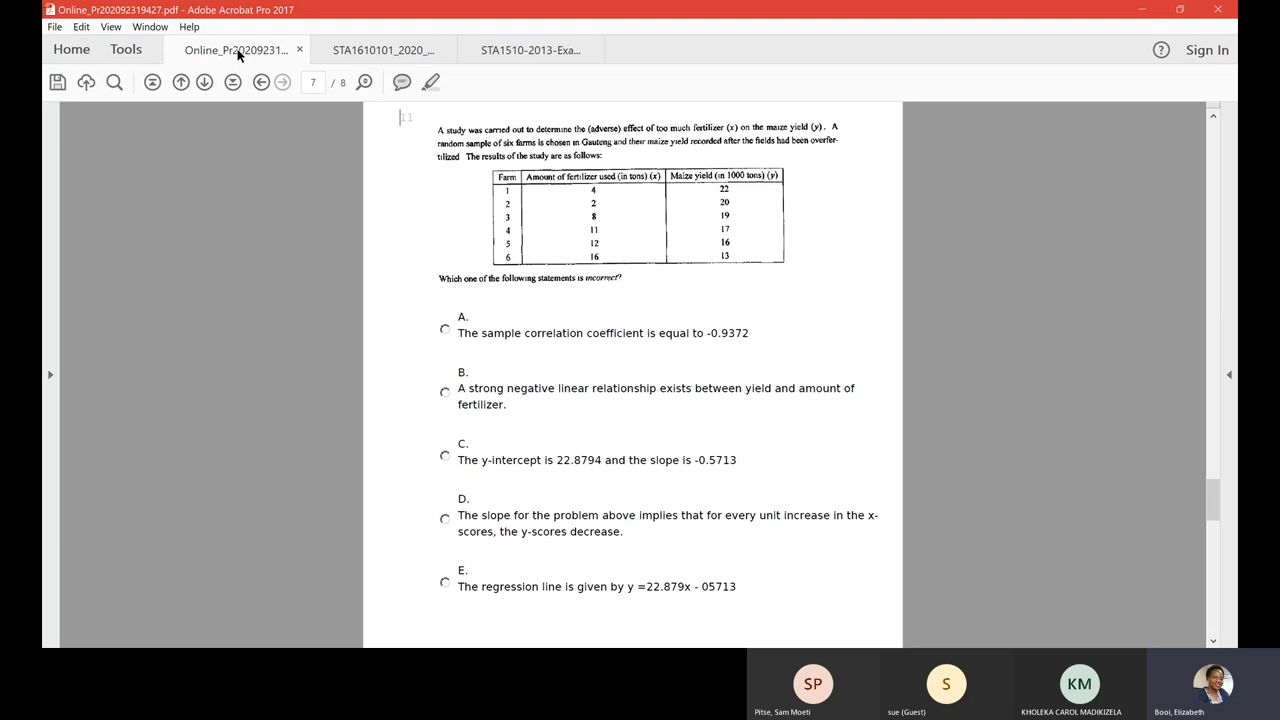 Online_Pr202092319427.pdf - Adobe Acrobat Pro 2017
File Edit View Window Help
Home Tools Online_Pr20209231... × STA1610101_2020_... STA1510-2013-Exa... Sign In
7 / 8
11
A study was carried out to determine the (adverse) effect of too much fertilizer (x) on the maize yield (y). A
random sample of six farms is chosen in Gauteng and their maize yield recorded after the fields had been overfer-
tilized The results of the study are as follows:
Farm Amount of fertilizer used (in tons) (x) Maize yield (in 1000 tons) (y)
1 4 22
2 2 20
3 8 19
4 11 17
5 12 16
6 16 13
Which one of the following statements is incorrect?
A.
The sample correlation coefficient is equal to -0.9372
B.
A strong negative linear relationship exists between yield and amount of
fertilizer.
C.
The y-intercept is 22.8794 and the slope is -0.5713
D.
The slope for the problem above implies that for every unit increase in the x-
scores, the y-scores decrease.
E.
The regression line is given by y =22.879x - 05713
SP S KM
Pitse, Sam Moeti sue (Guest) KHOLEKA CAROL MADIKIZELA Booi, Elizabeth